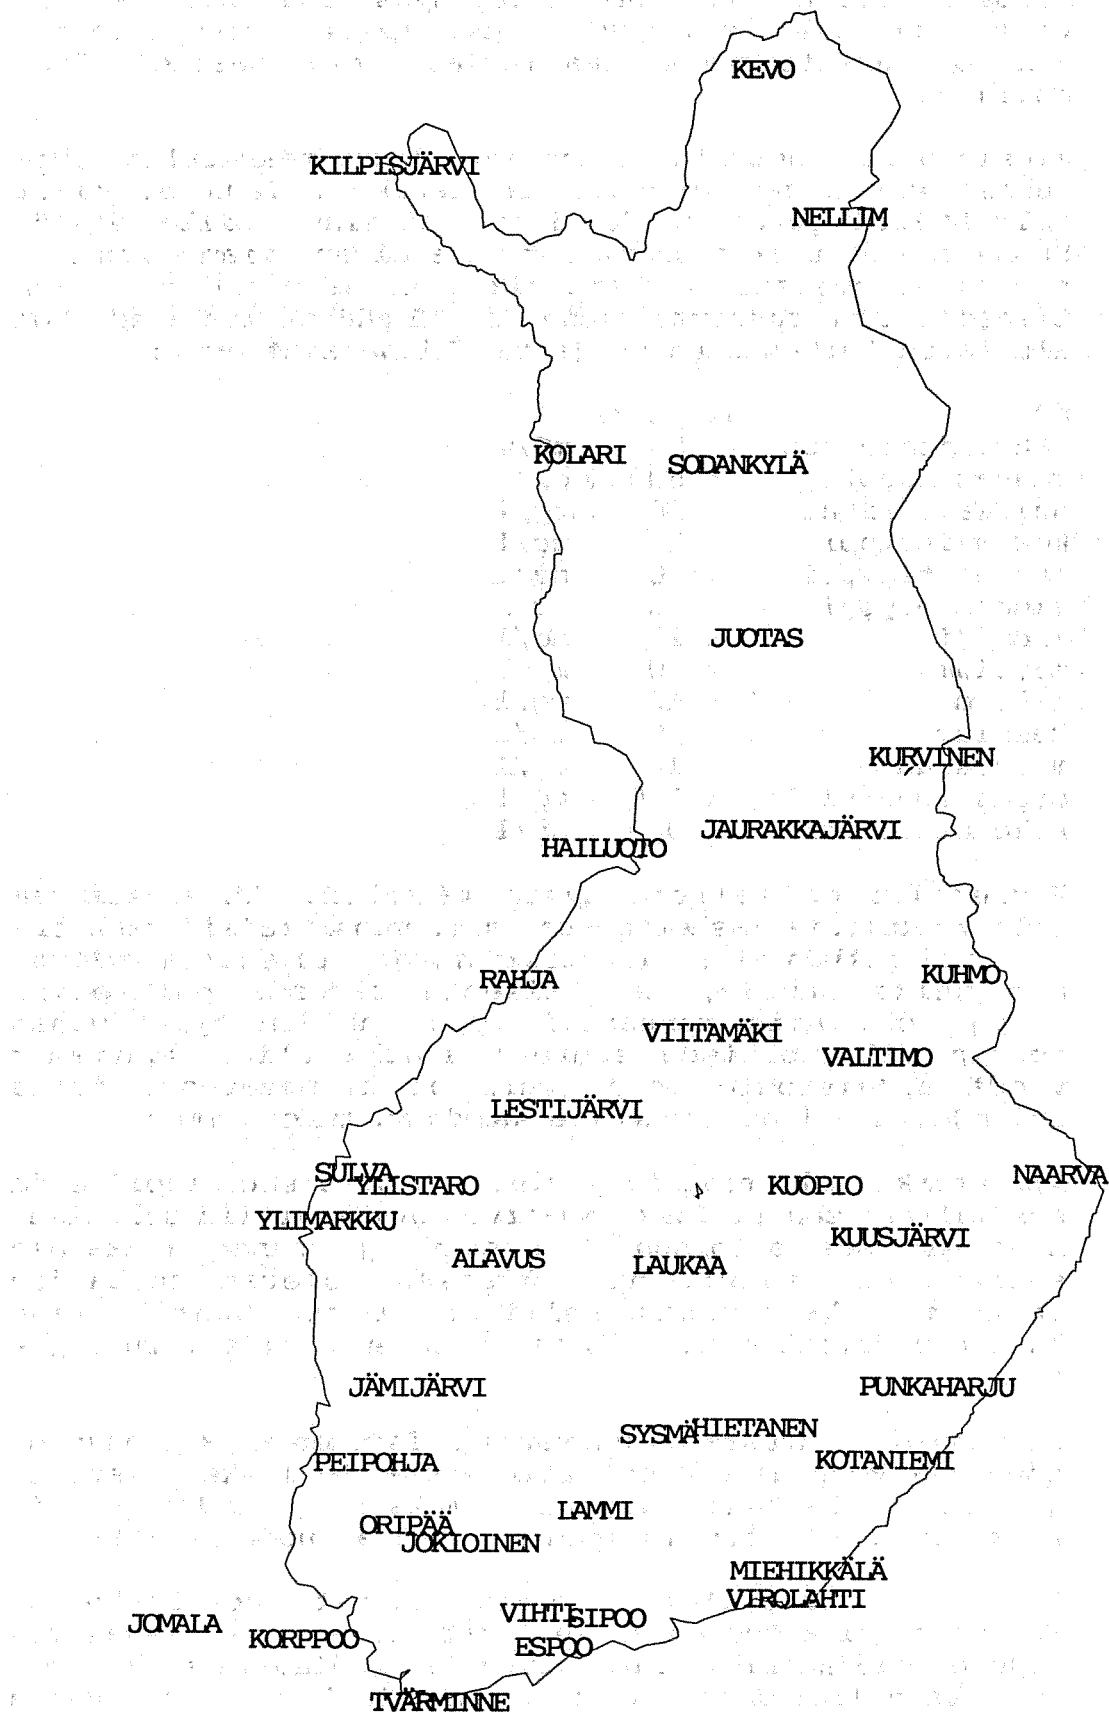 KEVO
KILPISJÄRVI
NELLIM
KOLARI
SODANKYLÄ
JUOTAS
KURVINEN
JAURAKKAJÄRVI
HAILUOTO
RAHJA
KUHMO
VIITAMÄKI
VALTIMO
LESTIJÄRVI
SULVA
YLISTARO
KUOPIO
NAARVA
YLIMARKKU
KUUSJÄRVI
ALAVUS
LAUKAA
JÄMIJÄRVI
PUNKAHARJU
SYSMÄ
HIETANEN
PEIPOHJA
KOTANIEMI
LAMMI
ORIPÄÄ
JOKIOINEN
MIEHIKKÄLÄ
VIROLAHTI
VIHTI
SIPOO
JOMALA
KORPPOO
ESPOO
TVÄRMINNE